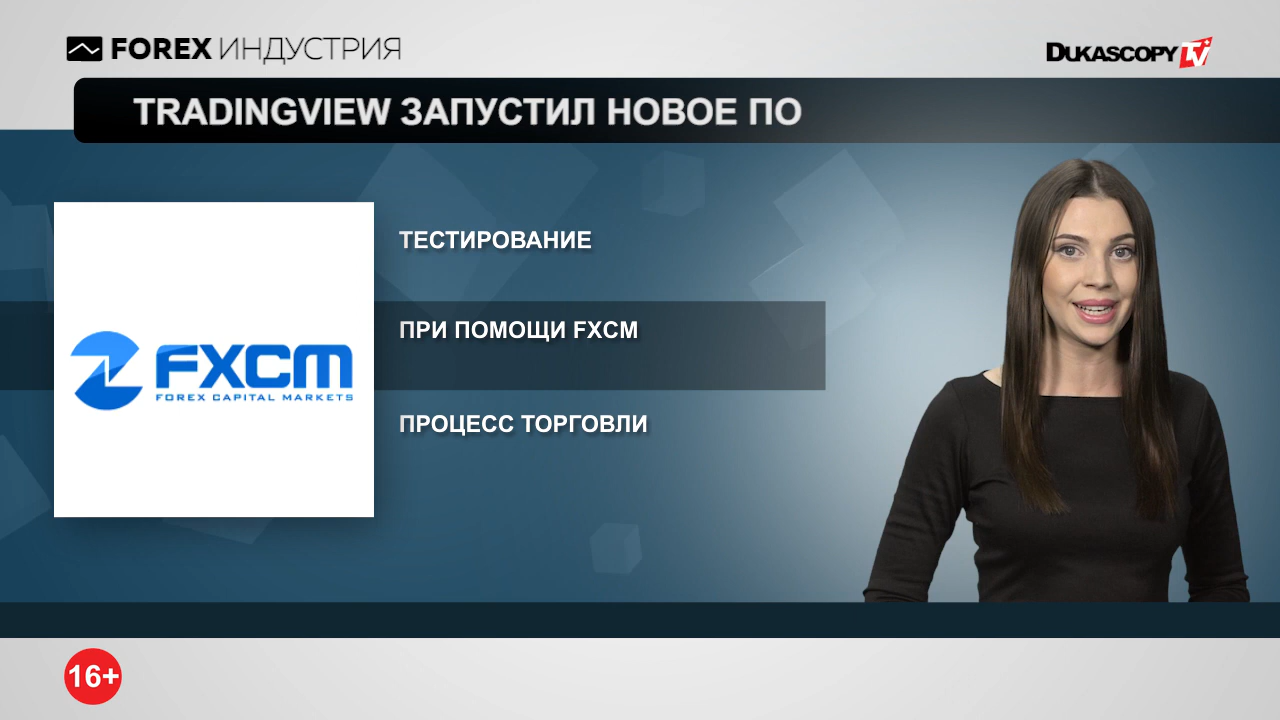 FOREX ИНДУСТРИЯ
DUKASCOPY TV
TRADINGVIEW ЗАПУСТИЛ НОВОЕ ПО
ТЕСТИРОВАНИЕ
ПРИ ПОМОЩИ FXCM
FXCM
FOREX CAPITAL MARKETS
ПРОЦЕСС ТОРГОВЛИ
16+